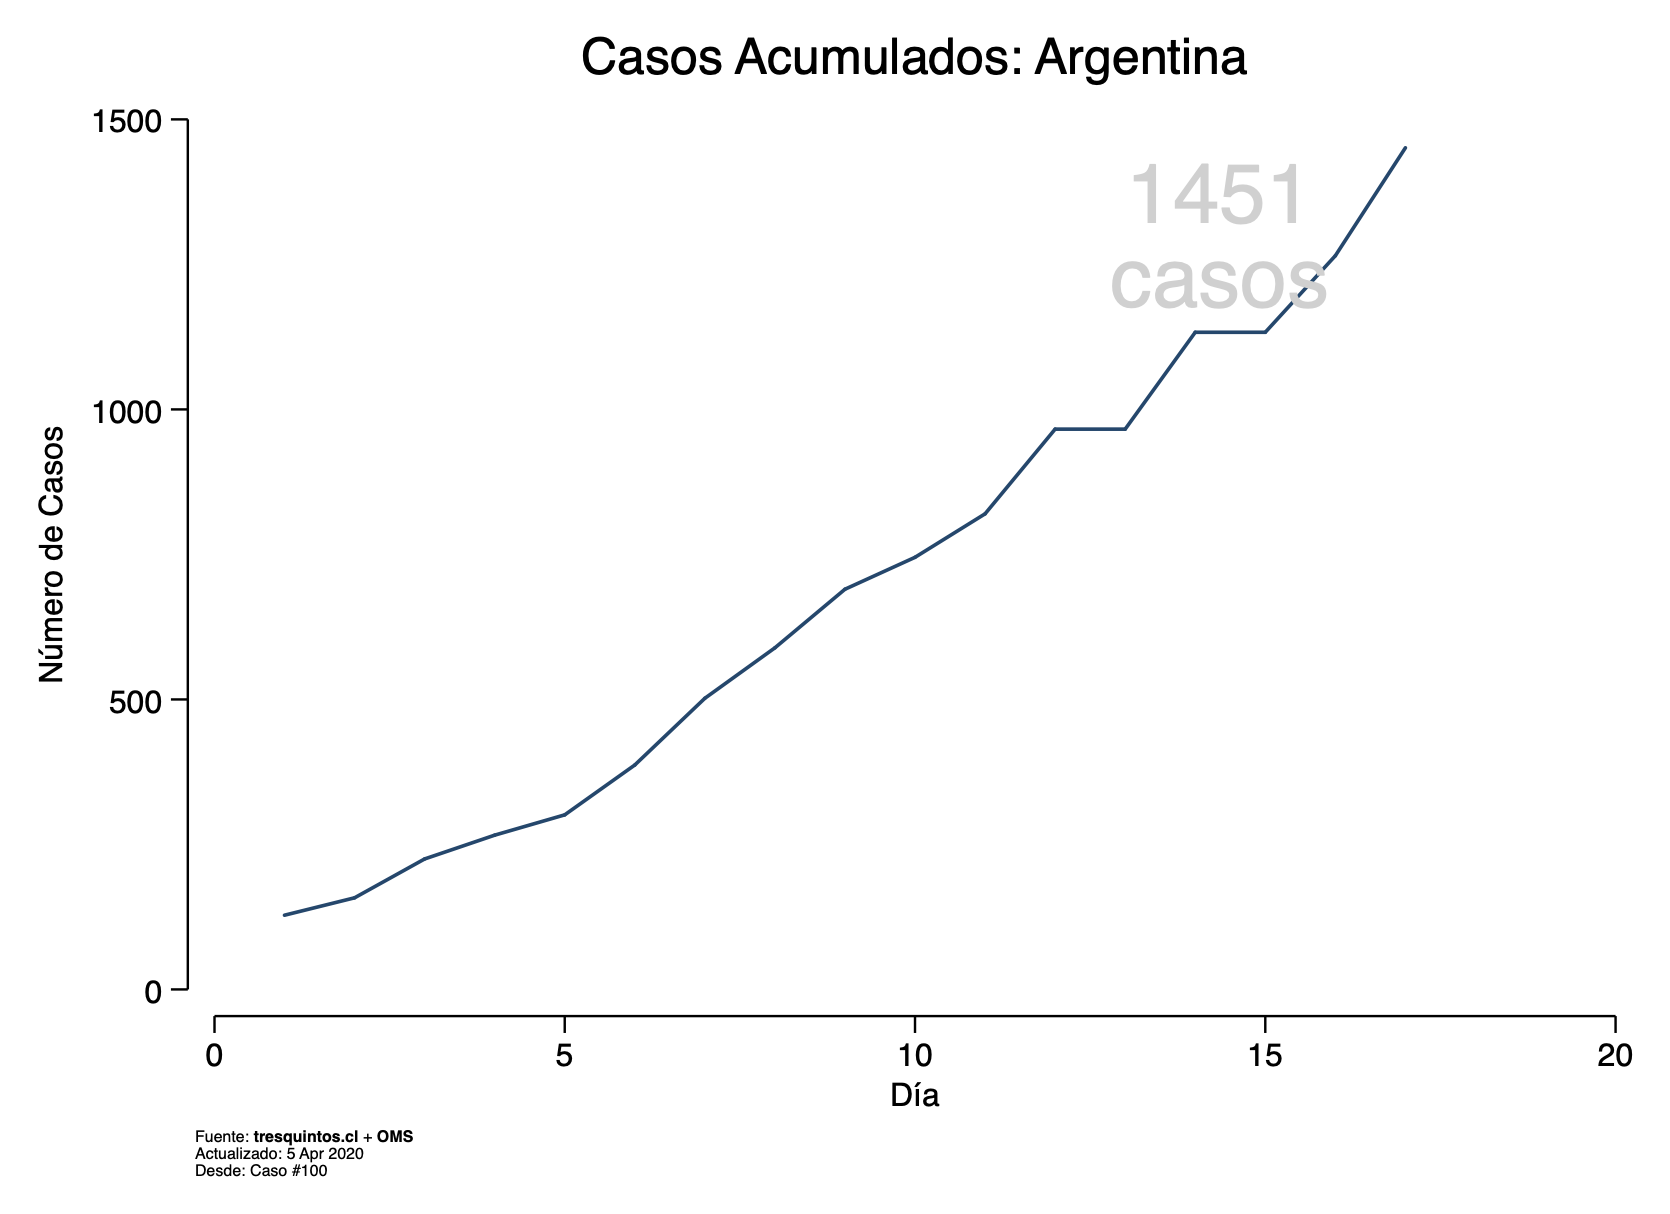 Casos Acumulados: Argentina
1500
1000
500
0
Número de Casos
1451
casos
0 5 10 15 20
Día
Fuente: tresquintos.cl + OMS
Actualizado: 5 Apr 2020
Desde: Caso #100